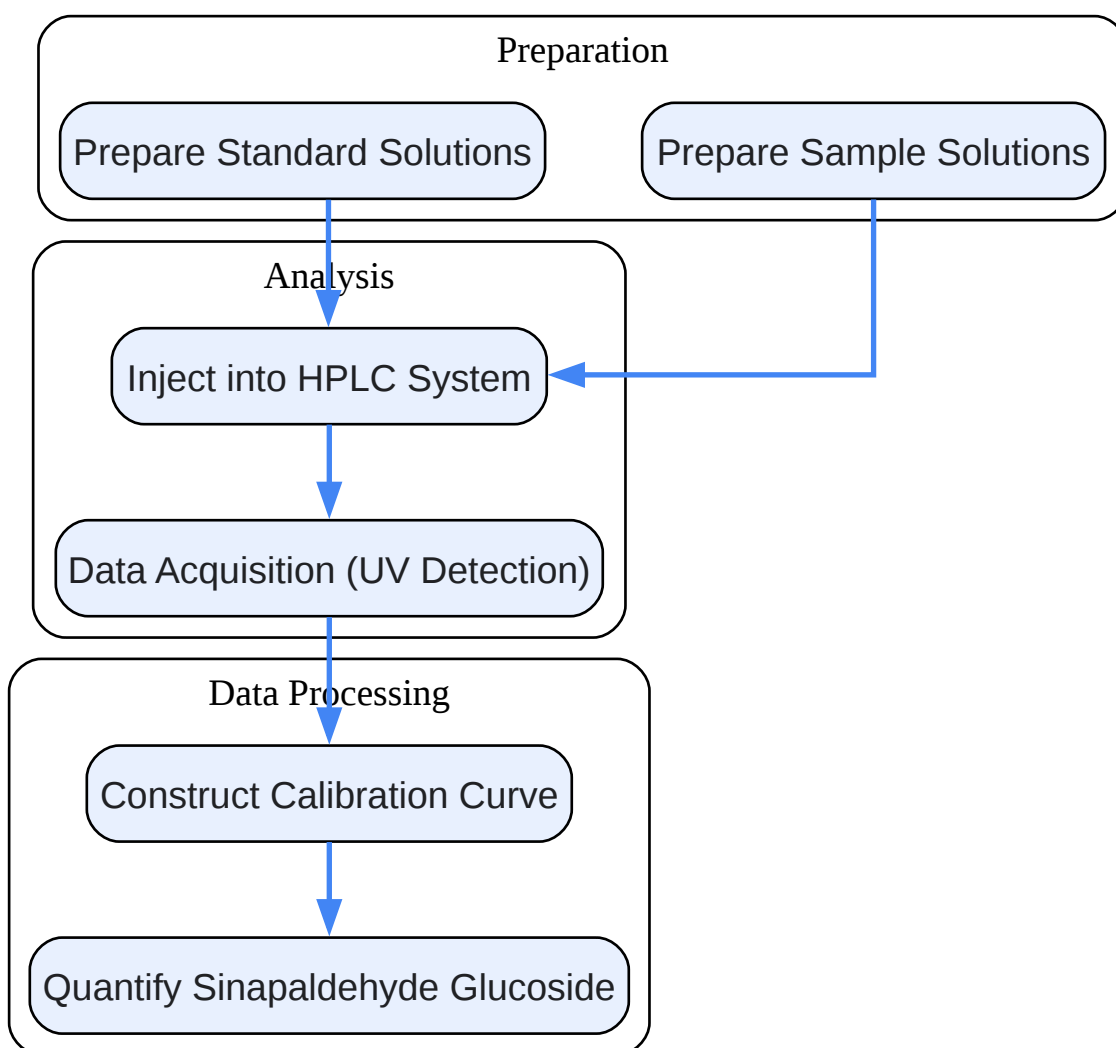 Preparation
Prepare Standard Solutions
Prepare Sample Solutions
Analysis
Inject into HPLC System
Data Acquisition (UV Detection)
Data Processing
Construct Calibration Curve
Quantify Sinapaldehyde Glucoside